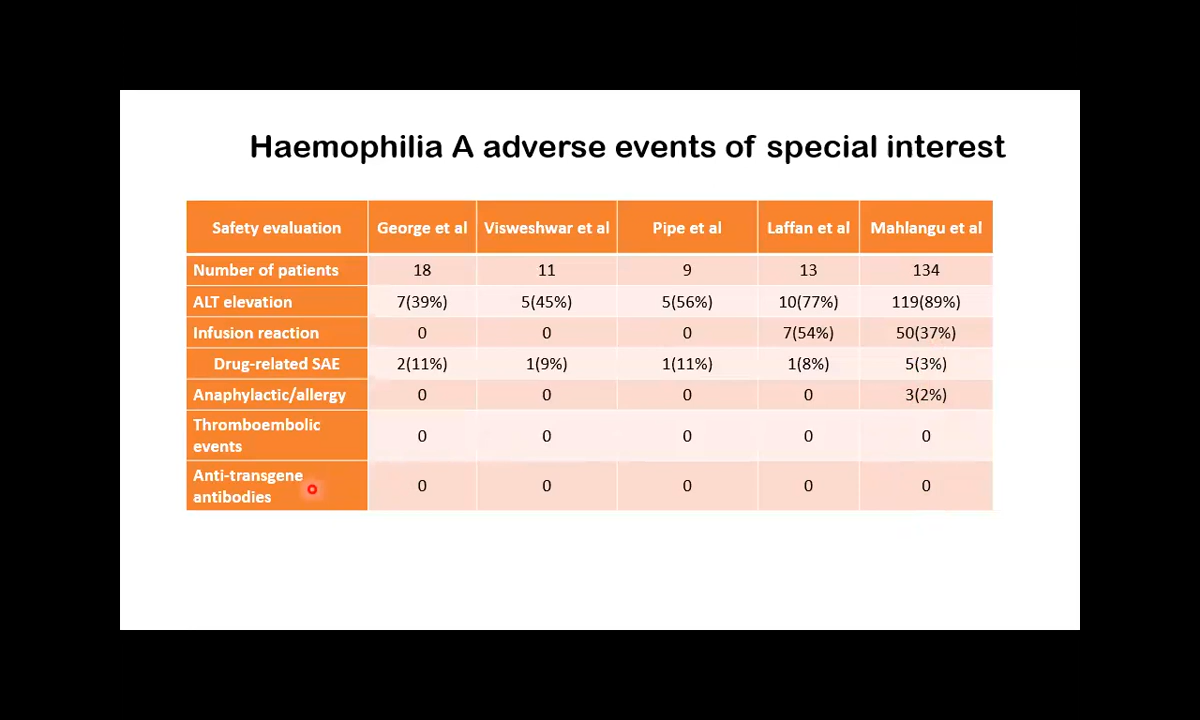 Haemophilia A adverse events of special interest
Safety evaluation George et al Visweshwar et al Pipe et al Laffan et al Mahlangu et al
Number of patients 18 11 9 13 134
ALT elevation 7(39%) 5(45%) 5(56%) 10(77%) 119(89%)
Infusion reaction 0 0 0 7(54%) 50(37%)
Drug-related SAE 2(11%) 1(9%) 1(11%) 1(8%) 5(3%)
Anaphylactic/allergy 0 0 0 0 3(2%)
Thromboembolic
events 0 0 0 0 0
Anti-transgene
antibodies 0 0 0 0 0